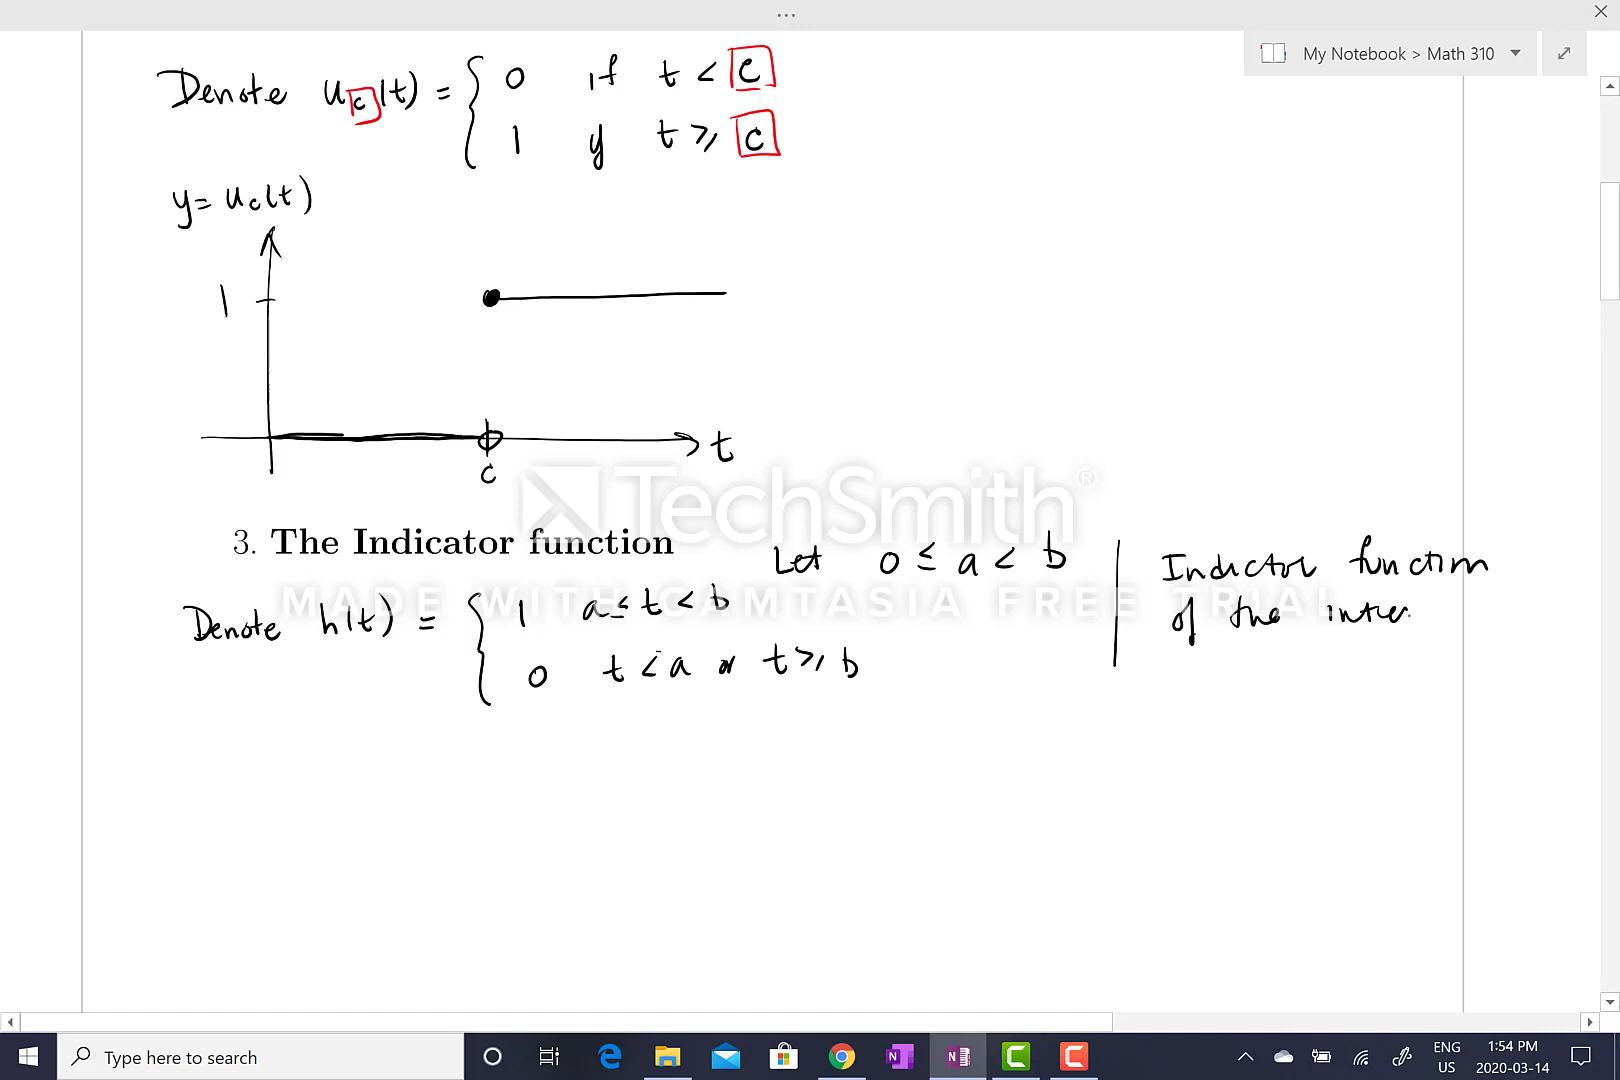 ...
My Notebook > Math 310
Denote u_c(t) = { 0 if t < c
1 if t ≥ c
y = u_c(t)
1
t
c
TechSmith®
3. The Indicator function
Let 0 ≤ a < b
Indictor function
MADE WITH CAMTASIA FREE TRIAL
Denote h(t) = { 1 a ≤ t < b
of the inter
0 t < a or t ≥ b
Type here to search
ENG
US
1:54 PM
2020-03-14